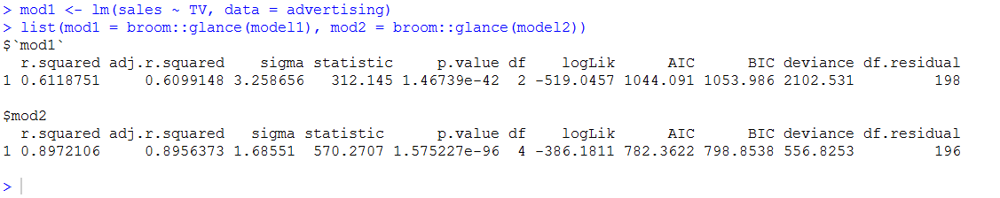 > mod1 <- lm(sales ~ TV, data = advertising)
> list(mod1 = broom::glance(model1), mod2 = broom::glance(model2))
$`mod1`
  r.squared adj.r.squared    sigma statistic     p.value df    logLik      AIC      BIC deviance df.residual
1 0.6118751     0.6099148 3.258656   312.145 1.46739e-42  2 -519.0457 1044.091 1053.986 2102.531         198
$mod2
  r.squared adj.r.squared   sigma statistic      p.value df    logLik      AIC      BIC deviance df.residual
1 0.8972106     0.8956373 1.68551  570.2707 1.575227e-96  4 -386.1811 782.3622 798.8538 556.8253         196
>